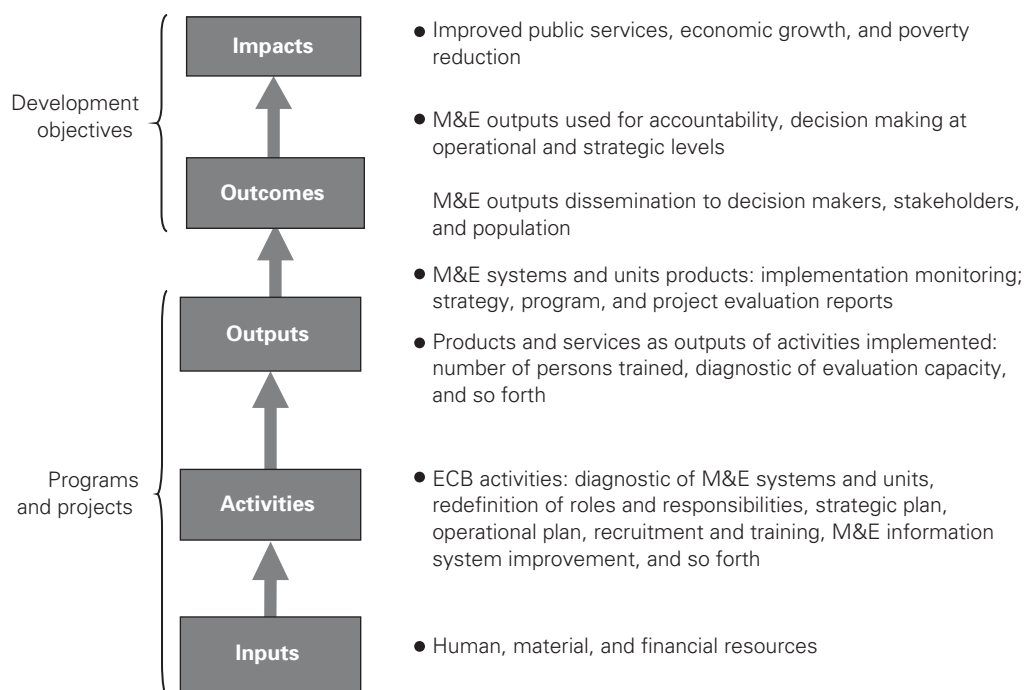 Impacts
● Improved public services, economic growth, and poverty
reduction
Development
objectives
● M&E outputs used for accountability, decision making at
operational and strategic levels
Outcomes
M&E outputs dissemination to decision makers, stakeholders,
and population
● M&E systems and units products: implementation monitoring;
strategy, program, and project evaluation reports
Outputs
● Products and services as outputs of activities implemented:
number of persons trained, diagnostic of evaluation capacity,
and so forth
Programs
and projects
Activities
● ECB activities: diagnostic of M&E systems and units,
redefinition of roles and responsibilities, strategic plan,
operational plan, recruitment and training, M&E information
system improvement, and so forth
Inputs
● Human, material, and financial resources